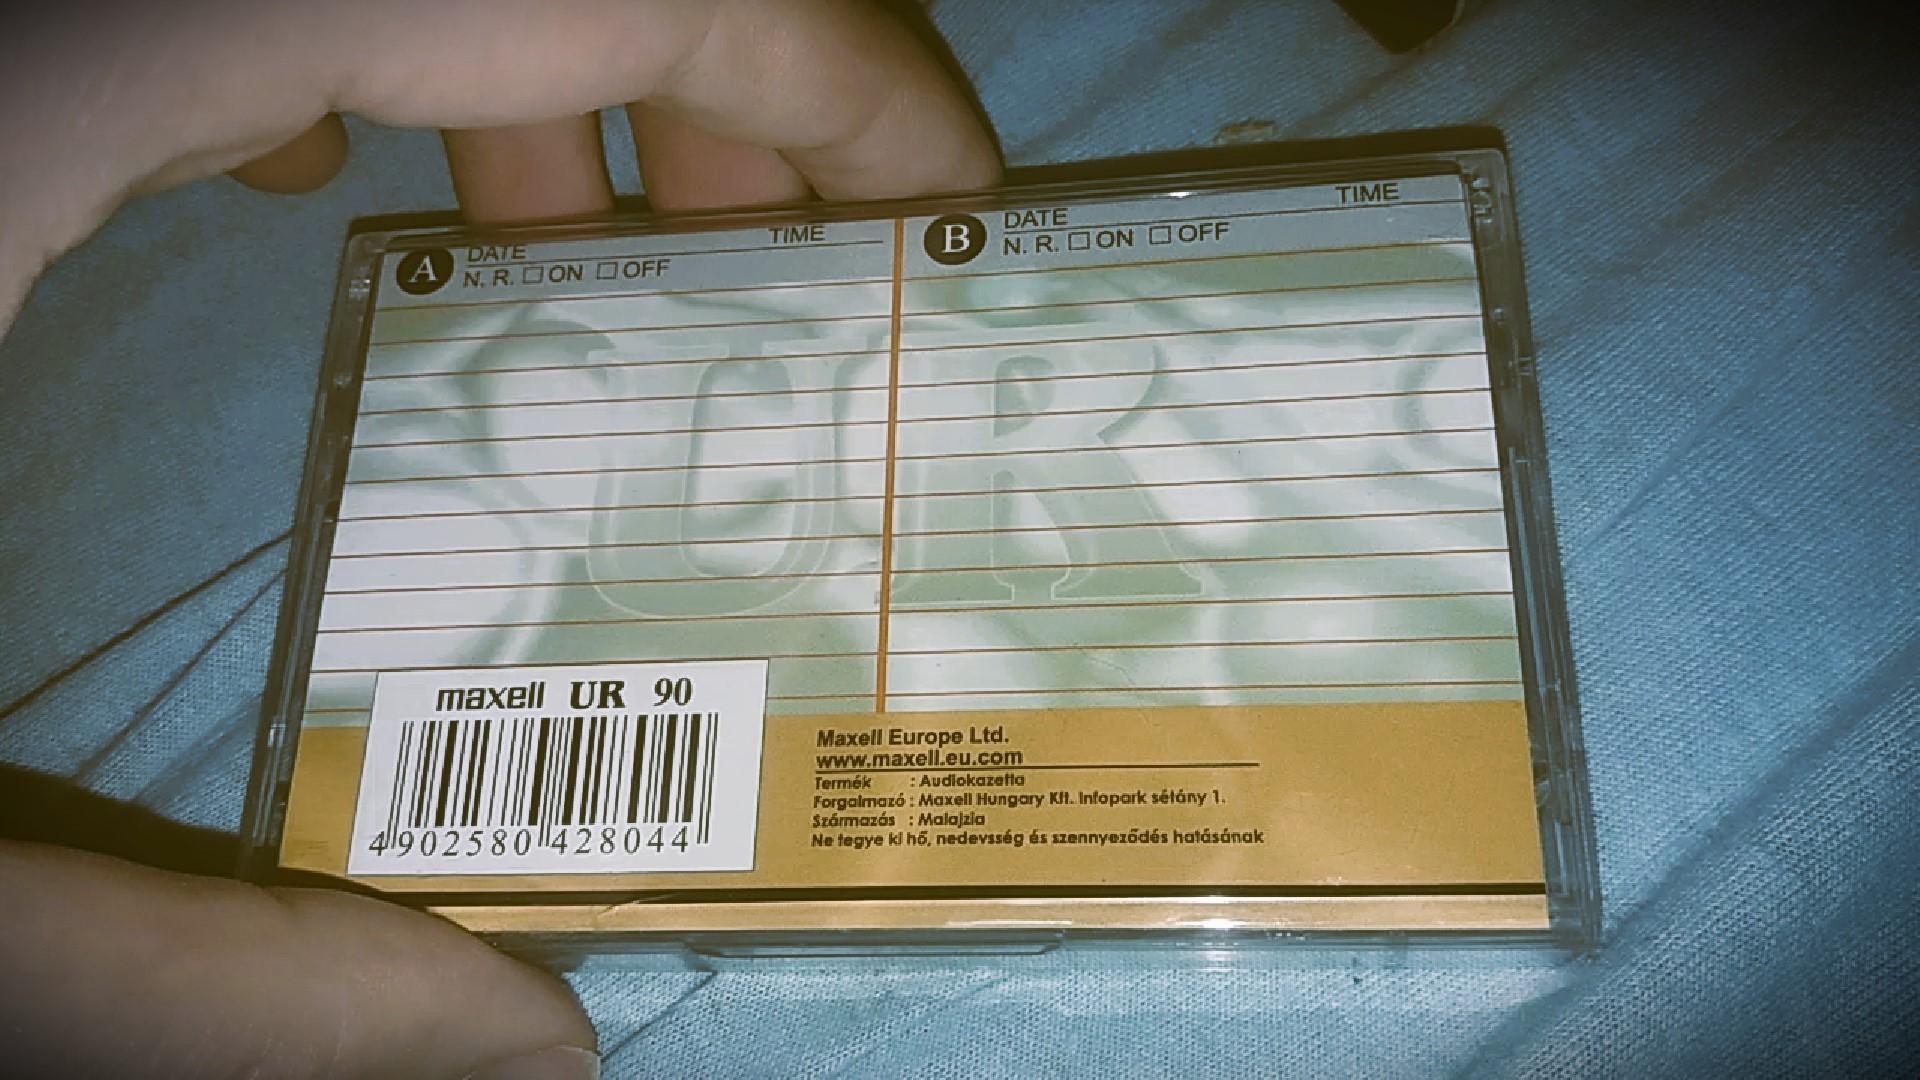 A DATE TIME
N. R. □ ON □ OFF
B DATE TIME
N. R. □ ON □ OFF
UR
maxell UR 90
4 902580 428044
Maxell Europe Ltd.
www.maxell.eu.com
Termék : Audiokazetta
Forgalmazó : Maxell Hungary Kft. Infopark sétány 1.
Származás : Malajzia
Ne tegye ki hő, nedevsség és szennyeződés hatásának